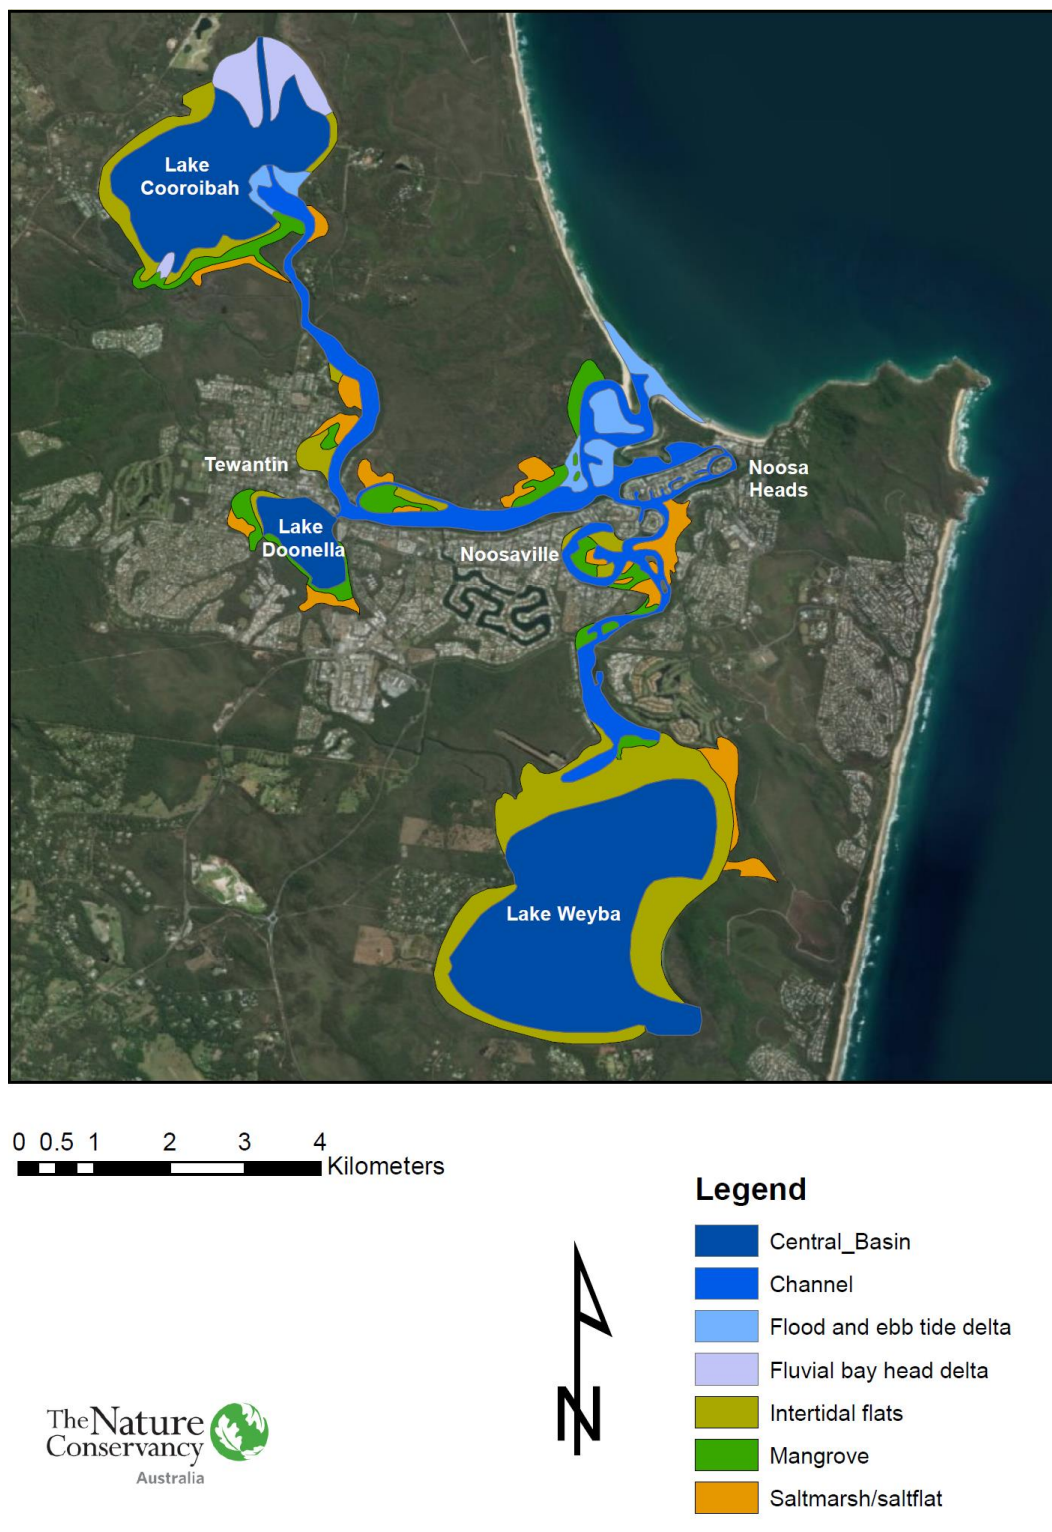 Lake
Cooroibah
Tewantin
Lake
Doonella
Noosaville
Noosa
Heads
Lake Weyba
0 0.5 1 2 3 4
Kilometers
Legend
Central_Basin
Channel
Flood and ebb tide delta
Fluvial bay head delta
Intertidal flats
Mangrove
Saltmarsh/saltflat
N
The Nature
Conservancy
Australia